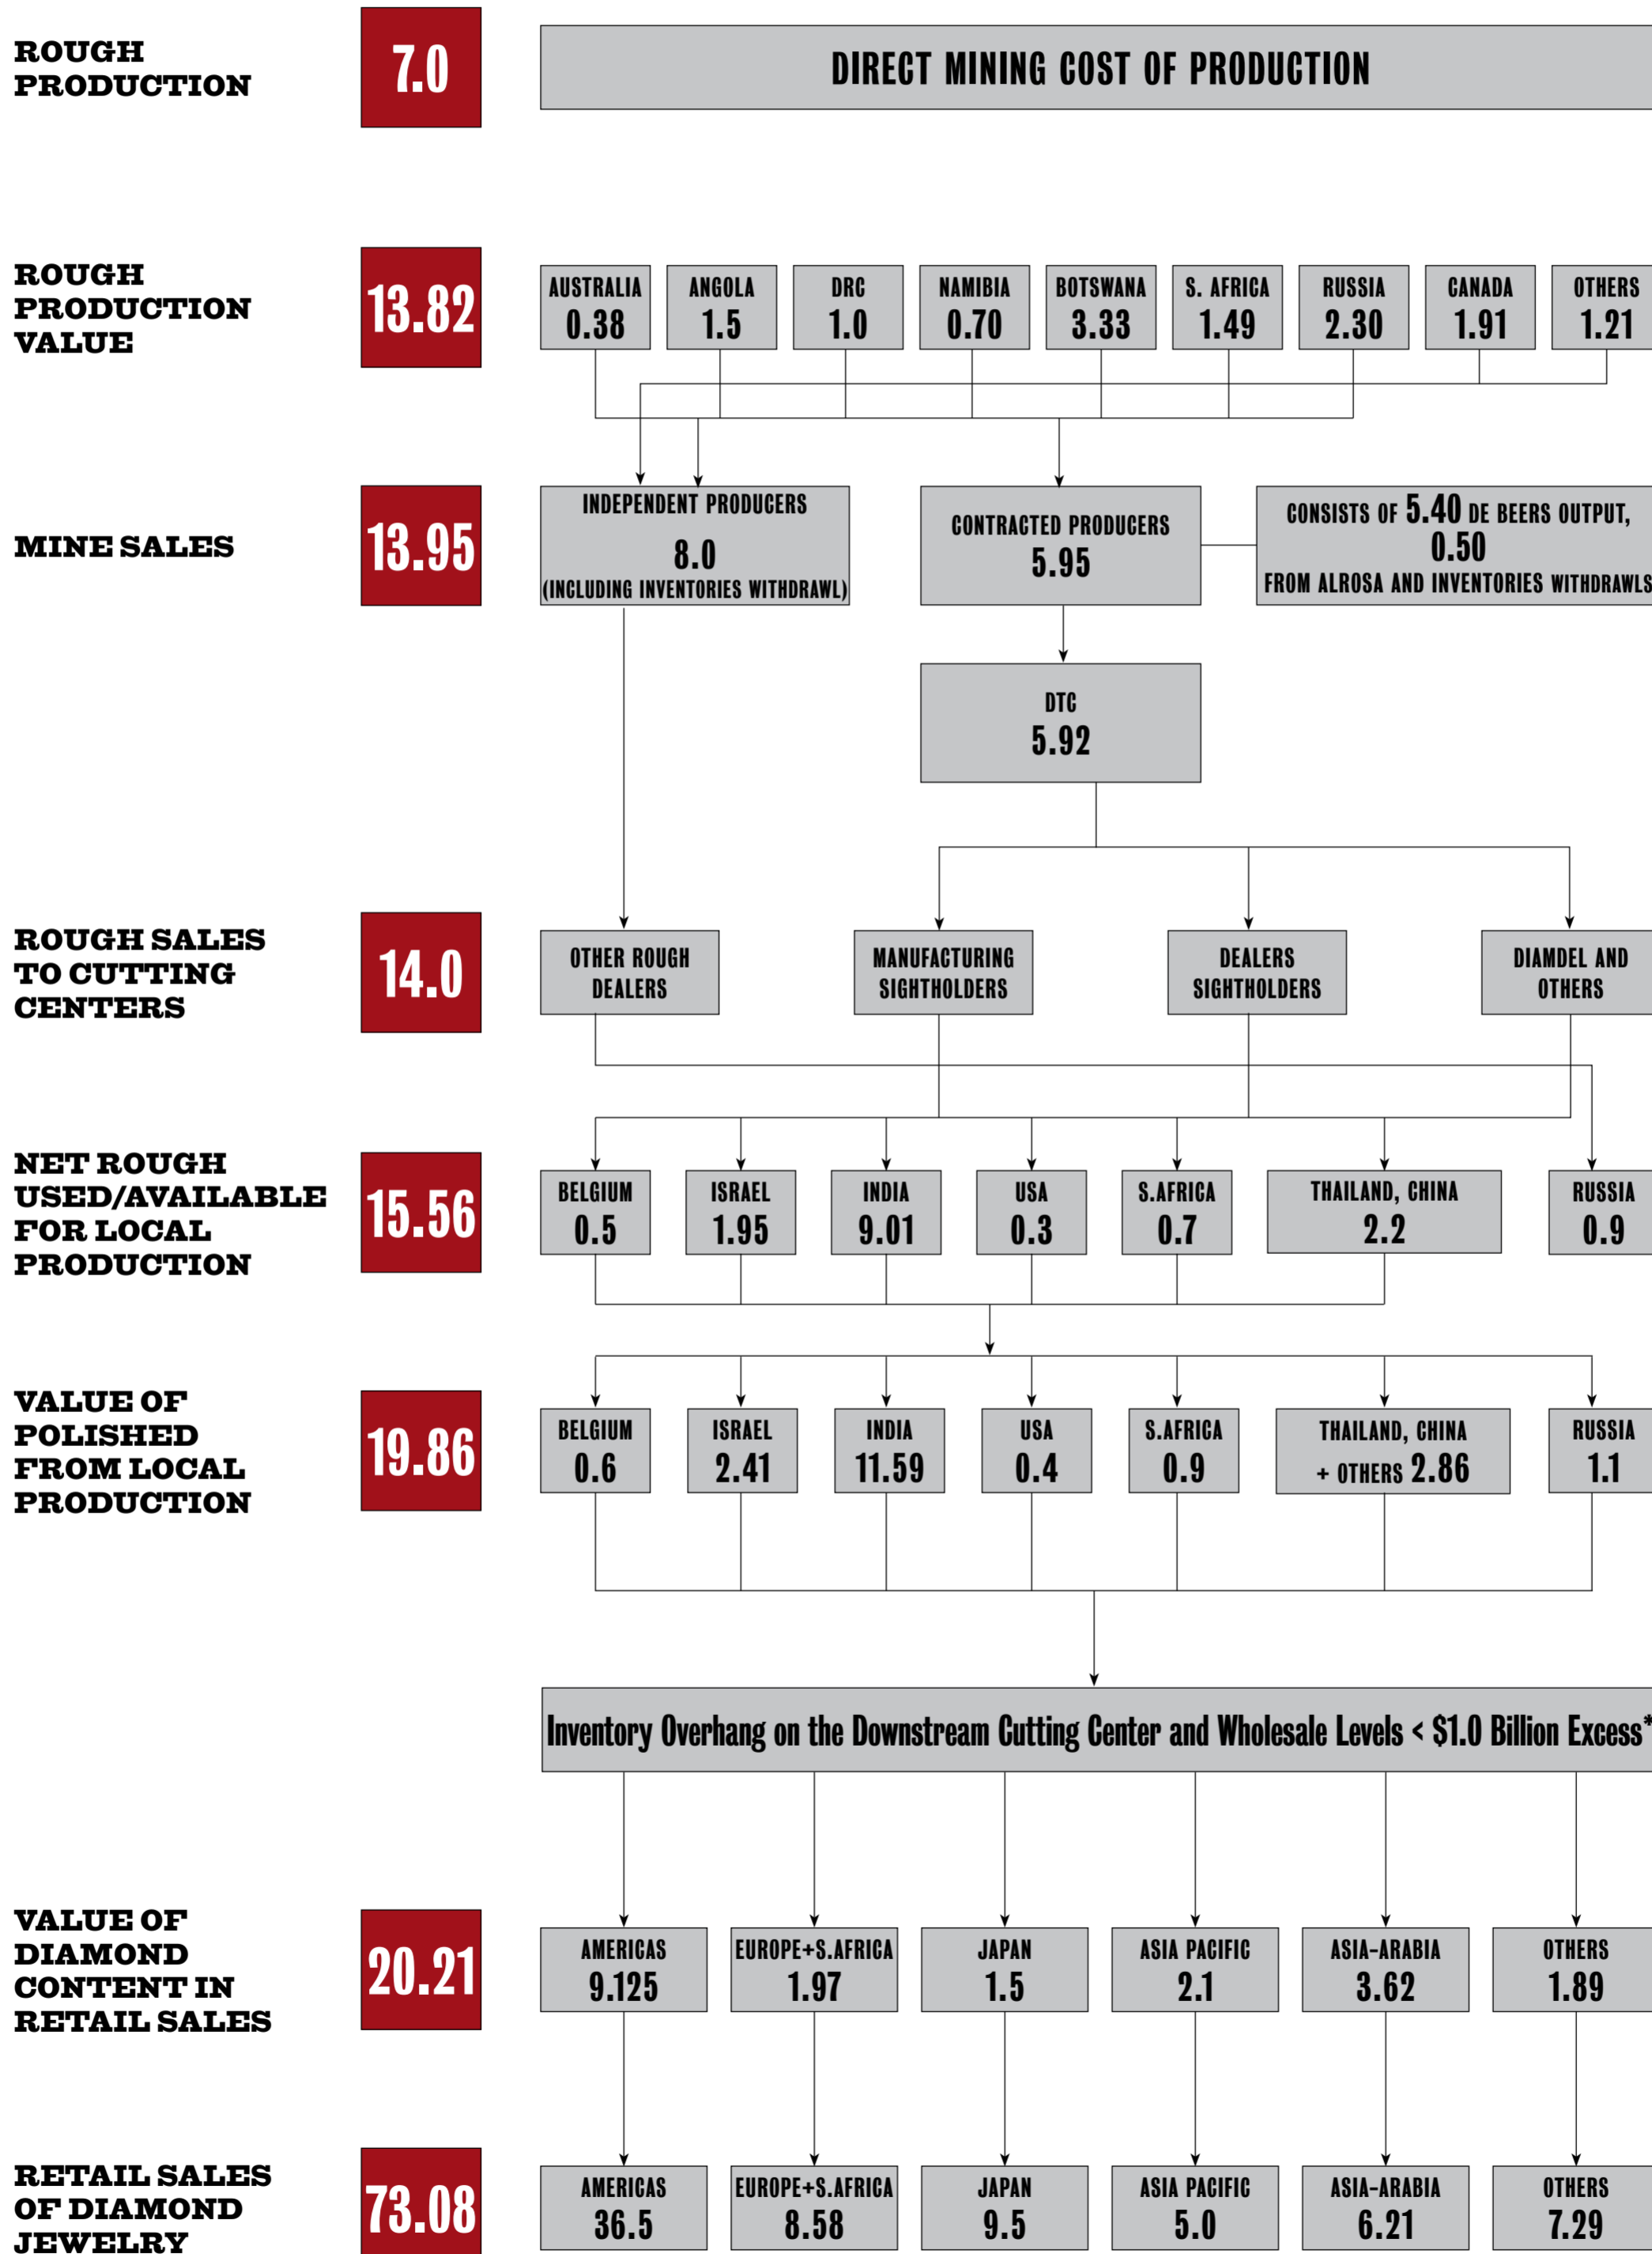 ROUGH
PRODUCTION
7.0
DIRECT MINING COST OF PRODUCTION
ROUGH
PRODUCTION
VALUE
13.82
AUSTRALIA
0.38
ANGOLA
1.5
DRC
1.0
NAMIBIA
0.70
BOTSWANA
3.33
S. AFRICA
1.49
RUSSIA
2.30
CANADA
1.91
OTHERS
1.21
MINE SALES
13.95
INDEPENDENT PRODUCERS
8.0
(INCLUDING INVENTORIES WITHDRAWL)
CONTRACTED PRODUCERS
5.95
CONSISTS OF 5.40 DE BEERS OUTPUT,
0.50
FROM ALROSA AND INVENTORIES WITHDRAWLS
DTC
5.92
ROUGH SALES
TO CUTTING
CENTERS
14.0
OTHER ROUGH
DEALERS
MANUFACTURING
SIGHTHOLDERS
DEALERS
SIGHTHOLDERS
DIAMDEL AND
OTHERS
NET ROUGH
USED/AVAILABLE
FOR LOCAL
PRODUCTION
15.56
BELGIUM
0.5
ISRAEL
1.95
INDIA
9.01
USA
0.3
S.AFRICA
0.7
THAILAND, CHINA
2.2
RUSSIA
0.9
VALUE OF
POLISHED
FROM LOCAL
PRODUCTION
19.86
BELGIUM
0.6
ISRAEL
2.41
INDIA
11.59
USA
0.4
S.AFRICA
0.9
THAILAND, CHINA
+ OTHERS 2.86
RUSSIA
1.1
Inventory Overhang on the Downstream Cutting Center and Wholesale Levels < $1.0 Billion Excess*
VALUE OF
DIAMOND
CONTENT IN
RETAIL SALES
20.21
AMERICAS
9.125
EUROPE+S.AFRICA
1.97
JAPAN
1.5
ASIA PACIFIC
2.1
ASIA-ARABIA
3.62
OTHERS
1.89
RETAIL SALES
OF DIAMOND
JEWELRY
73.08
AMERICAS
36.5
EUROPE+S.AFRICA
8.58
JAPAN
9.5
ASIA PACIFIC
5.0
ASIA-ARABIA
6.21
OTHERS
7.29